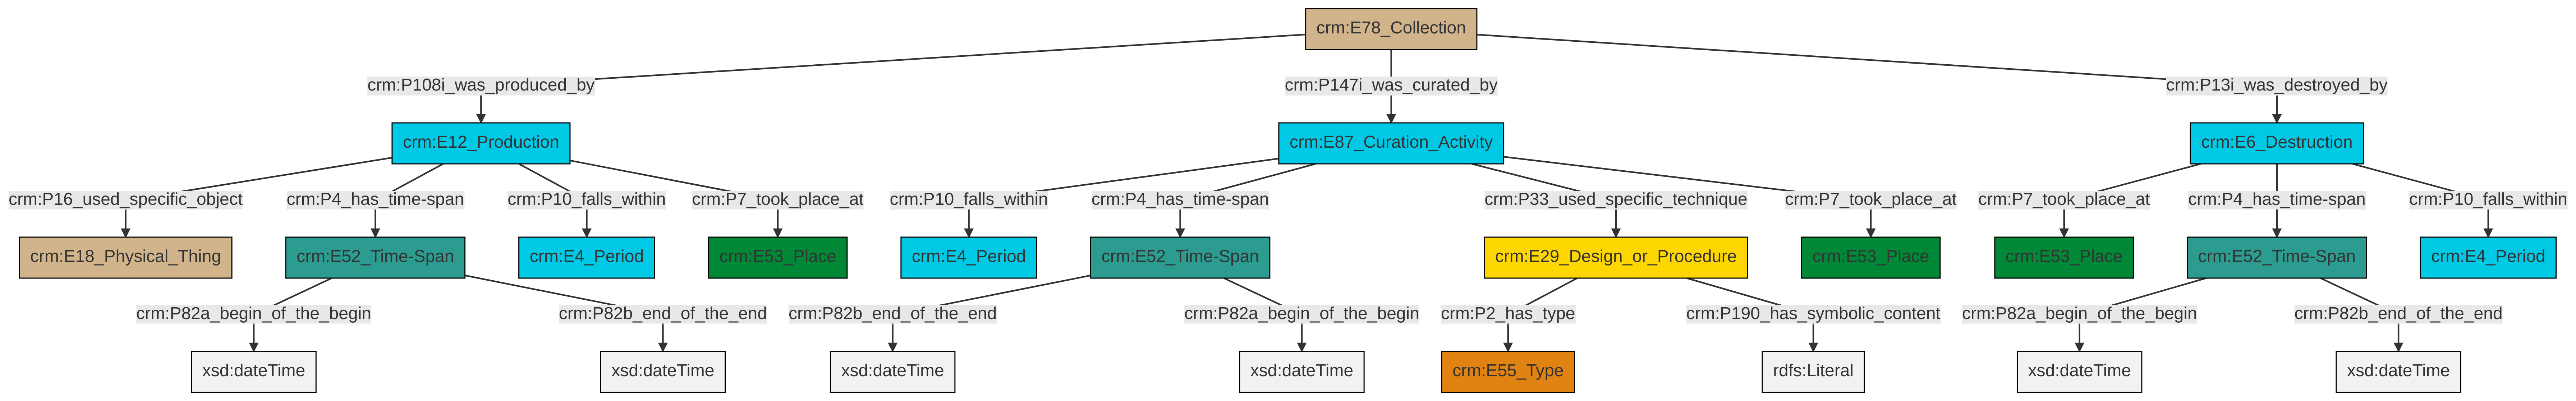 crm:E78_Collection
crm:P108i_was_produced_by
crm:P147i_was_curated_by
crm:P13i_was_destroyed_by
crm:E12_Production
crm:E87_Curation_Activity
crm:E6_Destruction
crm:P16_used_specific_object
crm:P4_has_time-span
crm:P10_falls_within
crm:P7_took_place_at
crm:P10_falls_within
crm:P4_has_time-span
crm:P33_used_specific_technique
crm:P7_took_place_at
crm:P7_took_place_at
crm:P4_has_time-span
crm:P10_falls_within
crm:E18_Physical_Thing
crm:E52_Time-Span
crm:E4_Period
crm:E53_Place
crm:E4_Period
crm:E52_Time-Span
crm:E29_Design_or_Procedure
crm:E53_Place
crm:E53_Place
crm:E52_Time-Span
crm:E4_Period
crm:P82a_begin_of_the_begin
crm:P82b_end_of_the_end
crm:P82b_end_of_the_end
crm:P82a_begin_of_the_begin
crm:P2_has_type
crm:P190_has_symbolic_content
crm:P82a_begin_of_the_begin
crm:P82b_end_of_the_end
xsd:dateTime
xsd:dateTime
xsd:dateTime
xsd:dateTime
crm:E55_Type
rdfs:Literal
xsd:dateTime
xsd:dateTime